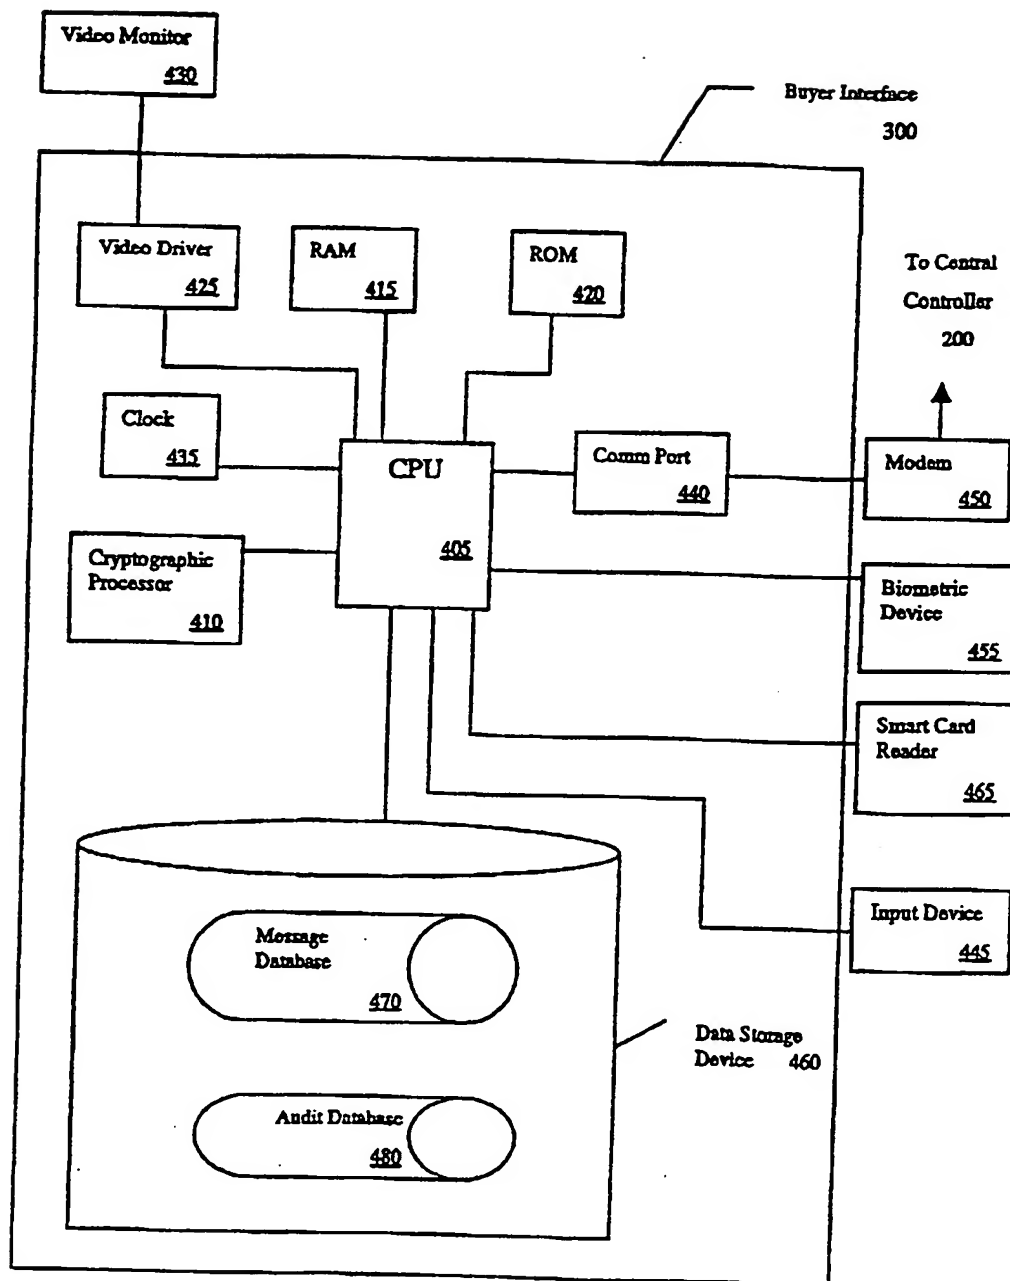 Video Monitor
430
Buyer Interface
300
Video Driver
425
RAM
415
ROM
420
To Central
Controller
200
Clock
435
CPU
405
Comm Port
440
Modem
450
Cryptographic
Processor
410
Biometric
Device
455
Smart Card
Reader
465
Input Device
445
Message
Database
470
Data Storage
Device 460
Audit Database
480